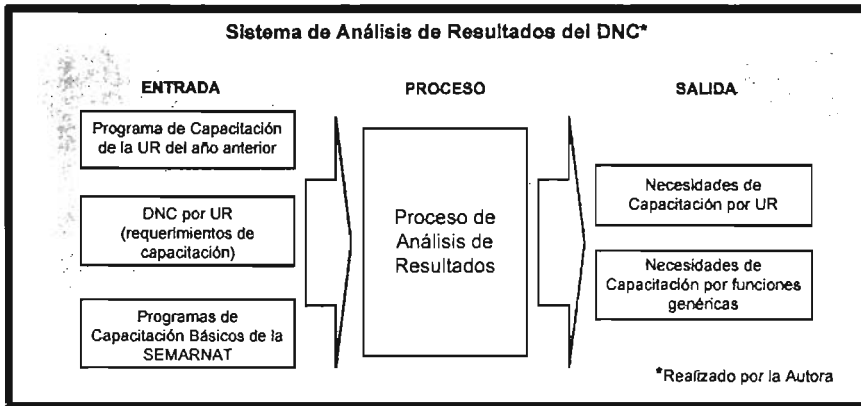 Sistema de Análisis de Resultados del DNC*
ENTRADA
Programa de Capacitación
de la UR del año anterior
DNC por UR
(requerimientos de
capacitación)
Programas de
Capacitación Básicos de la
SEMARNAT
PROCESO
Proceso de
Análisis de
Resultados
SALIDA
Necesidades de
Capacitación por UR
Necesidades de
Capacitación por funciones
genéricas
*Realizado por la Autora